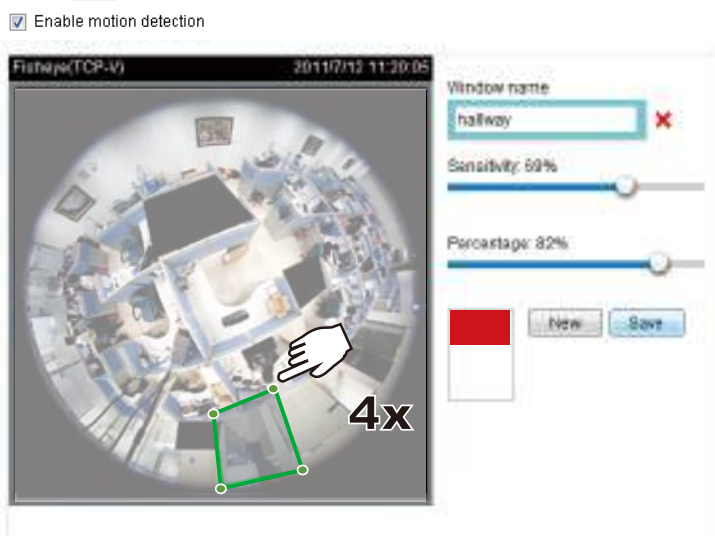 Enable motion detection
Fisheye(TCP-V) 2011/7/12 11:20:05
Window name
hallway
Sensitivity: 69%
Percentage: 82%
New Save
4x